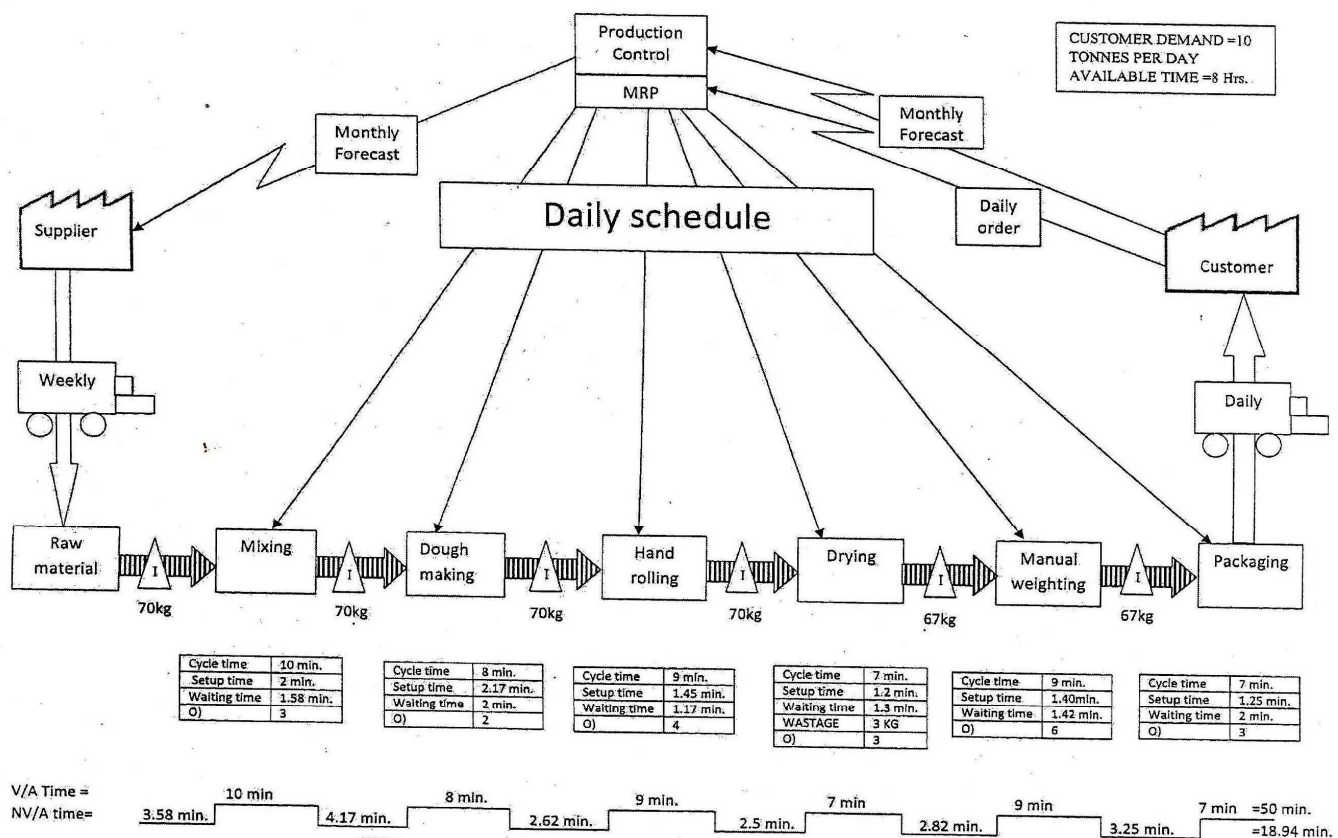 Production
Control
MRP
CUSTOMER DEMAND =10
TONNES PER DAY
AVAILABLE TIME =8 Hrs.
Monthly
Forecast
Monthly
Forecast
Daily schedule
Daily
order
Supplier
Customer
Weekly
Daily
Raw
material
I
Mixing
I
Dough
making
I
Hand
rolling
I
Drying
I
Manual
weighting
I
Packaging
70kg
70kg
70kg
70kg
67kg
67kg
Cycle time 10 min.
Setup time 2 min.
Waiting time 1.58 min.
O) 3
Cycle time 8 min.
Setup time 2.17 min.
Waiting time 2 min.
O) 2
Cycle time 9 min.
Setup time 1.45 min.
Waiting time 1.17 min.
O) 4
Cycle time 7 min.
Setup time 1.2 min.
Waiting time 1.3 min.
WASTAGE 3 KG
O) 3
Cycle time 9 min.
Setup time 1.40min.
Waiting time 1.42 min.
O) 6
Cycle time 7 min.
Setup time 1.25 min.
Waiting time 2 min.
O) 3
V/A Time = 10 min 8 min. 9 min. 7 min 9 min 7 min =50 min.
NV/A time= 3.58 min. 4.17 min. 2.62 min. 2.5 min. 2.82 min. 3.25 min. =18.94 min.